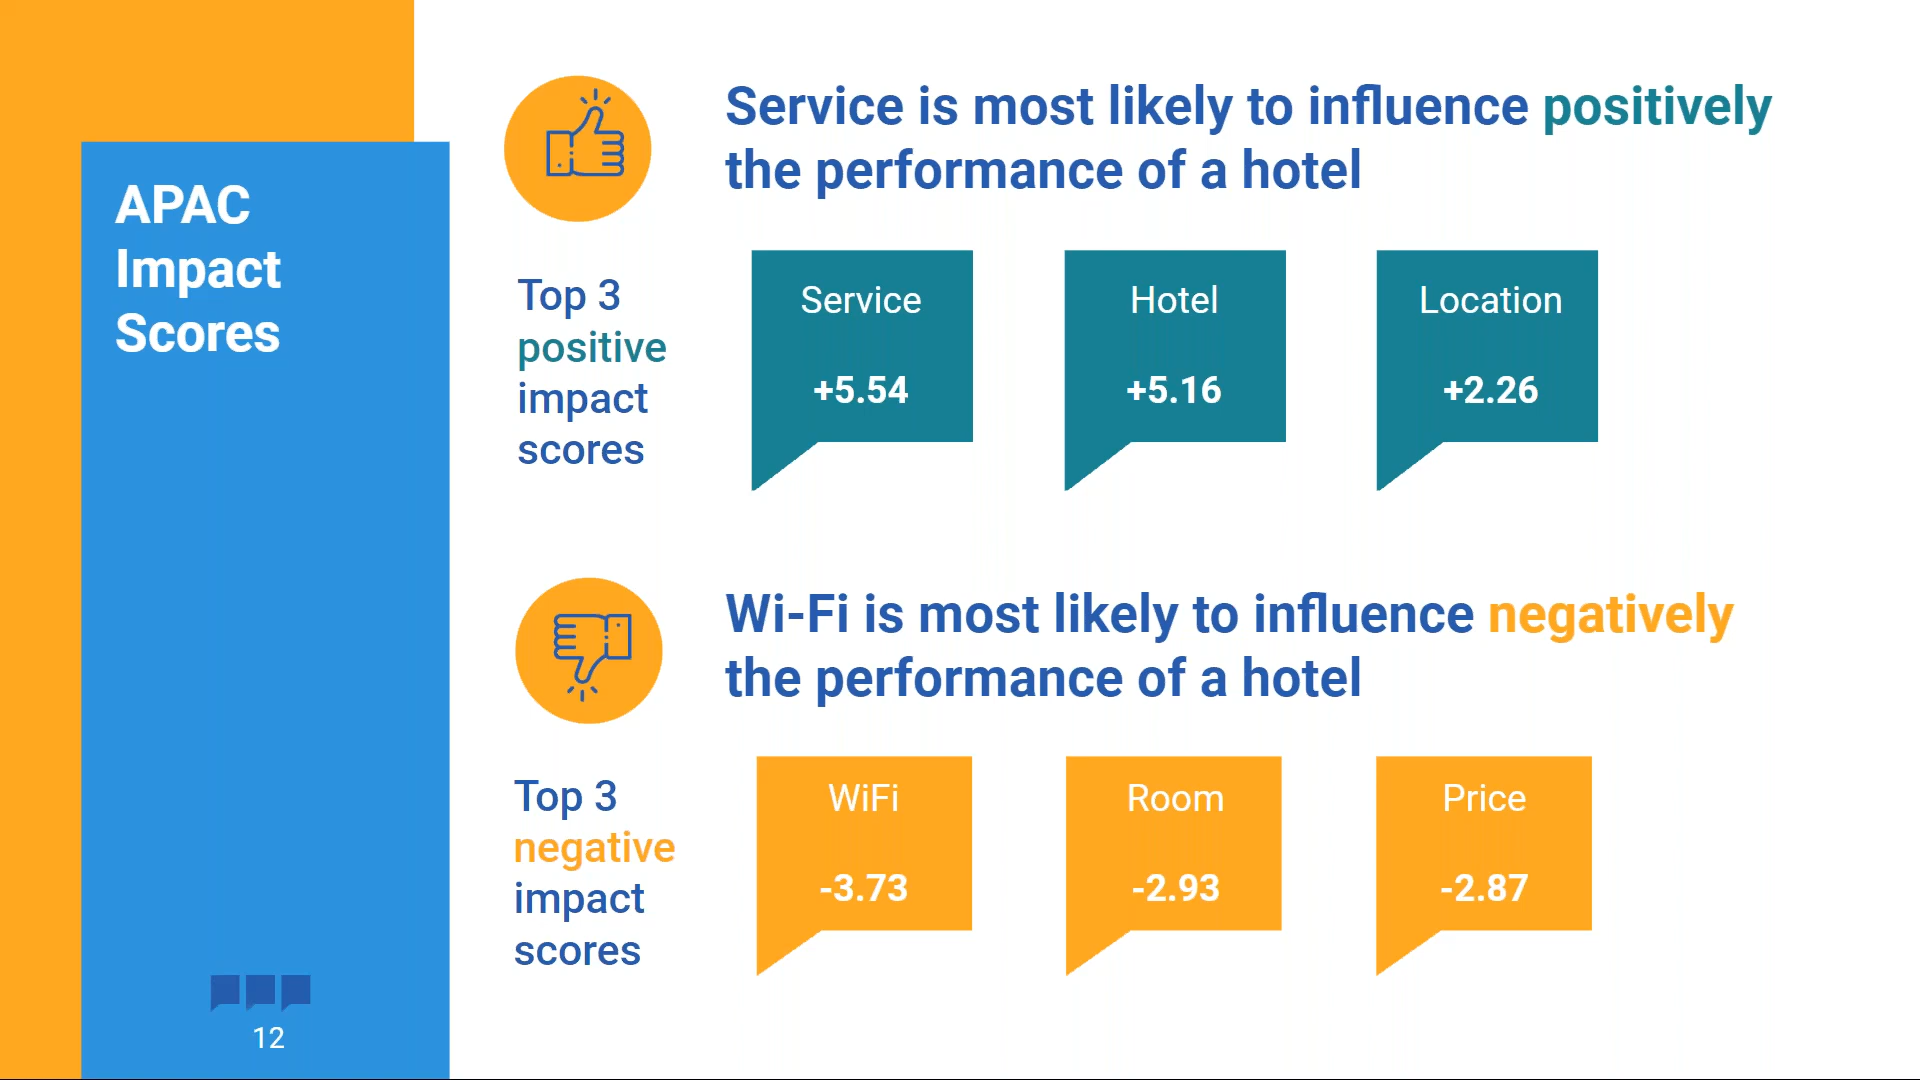 APAC
Impact
Scores
Service is most likely to influence positively
the performance of a hotel
Top 3
positive
impact
scores
Service
+5.54
Hotel
+5.16
Location
+2.26
Wi-Fi is most likely to influence negatively
the performance of a hotel
Top 3
negative
impact
scores
WiFi
-3.73
Room
-2.93
Price
-2.87
12